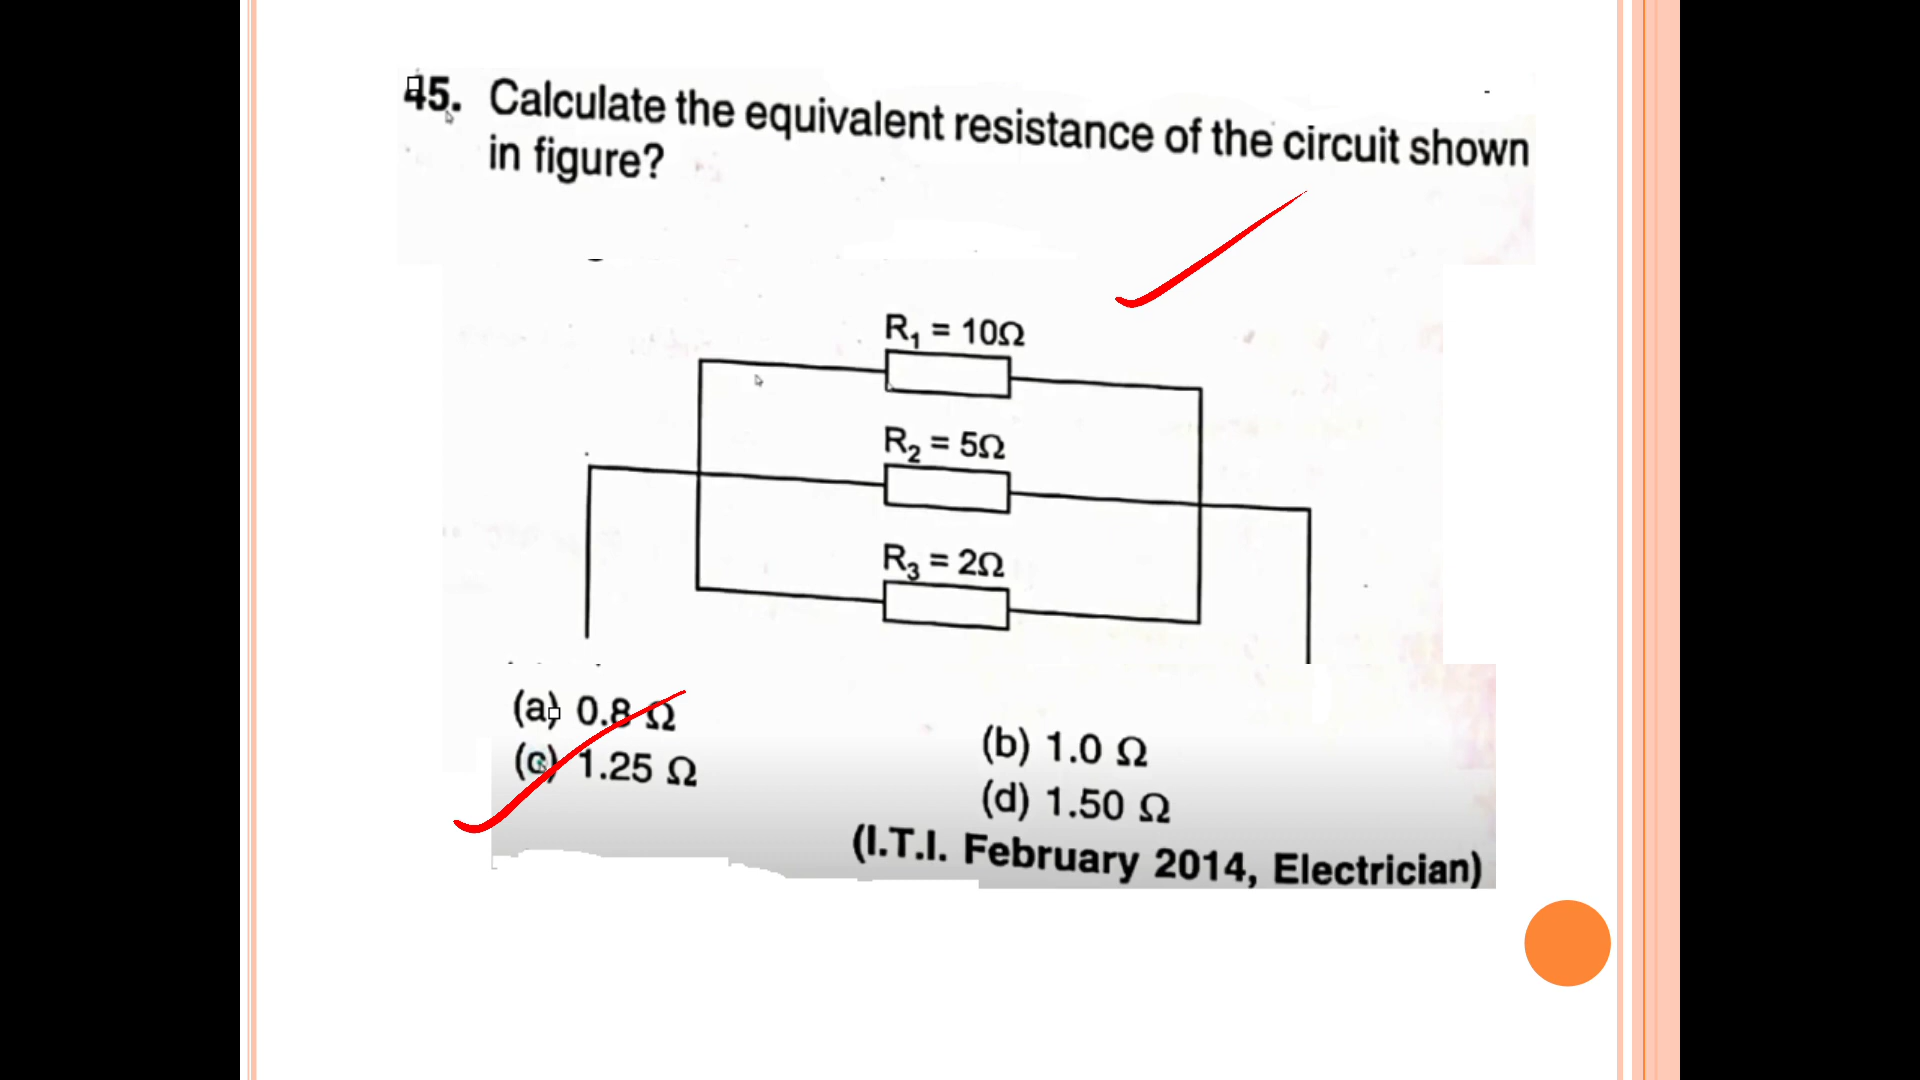 45. Calculate the equivalent resistance of the circuit shown
in figure?
R₁ = 10Ω
R₂ = 5Ω
R₃ = 2Ω
(a) 0.8 Ω
(b) 1.0 Ω
(c) 1.25 Ω
(d) 1.50 Ω
(I.T.I. February 2014, Electrician)